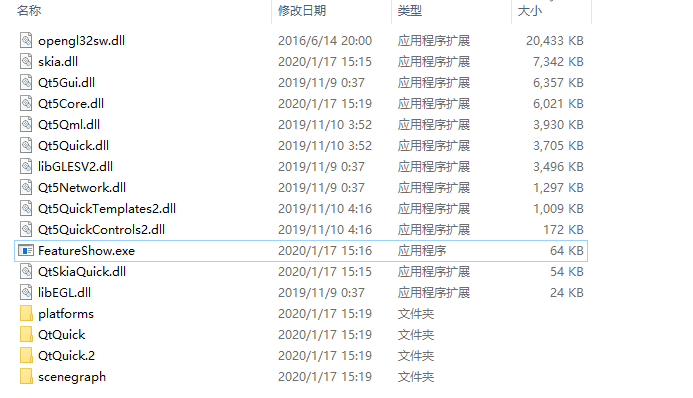 名称 修改日期 类型 大小
opengl32sw.dll 2016/6/14 20:00 应用程序扩展 20,433 KB
skia.dll 2020/1/17 15:15 应用程序扩展 7,342 KB
Qt5Gui.dll 2019/11/9 0:37 应用程序扩展 6,357 KB
Qt5Core.dll 2020/1/17 15:19 应用程序扩展 6,021 KB
Qt5Qml.dll 2019/11/10 3:52 应用程序扩展 3,930 KB
Qt5Quick.dll 2019/11/10 3:52 应用程序扩展 3,705 KB
libGLESV2.dll 2019/11/9 0:37 应用程序扩展 3,496 KB
Qt5Network.dll 2019/11/9 0:37 应用程序扩展 1,297 KB
Qt5QuickTemplates2.dll 2019/11/10 4:16 应用程序扩展 1,009 KB
Qt5QuickControls2.dll 2019/11/10 4:16 应用程序扩展 172 KB
FeatureShow.exe 2020/1/17 15:16 应用程序 64 KB
QtSkiaQuick.dll 2020/1/17 15:15 应用程序扩展 54 KB
libEGL.dll 2019/11/9 0:37 应用程序扩展 24 KB
platforms 2020/1/17 15:19 文件夹
QtQuick 2020/1/17 15:19 文件夹
QtQuick.2 2020/1/17 15:19 文件夹
scenegraph 2020/1/17 15:19 文件夹